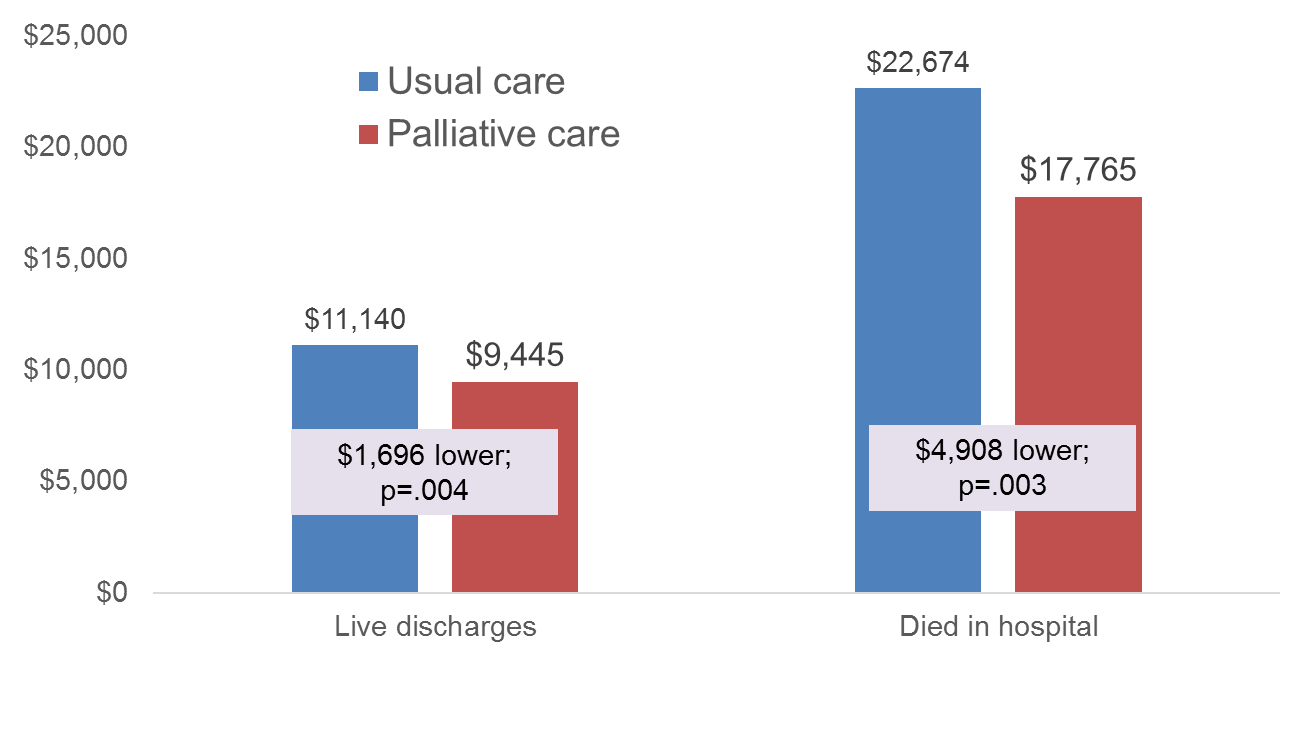 $25,000
$20,000
$15,000
$10,000
$5,000
$0
Usual care
Palliative care
$11,140
$9,445
$1,696 lower;
p=.004
$22,674
$17,765
$4,908 lower;
p=.003
Live discharges
Died in hospital